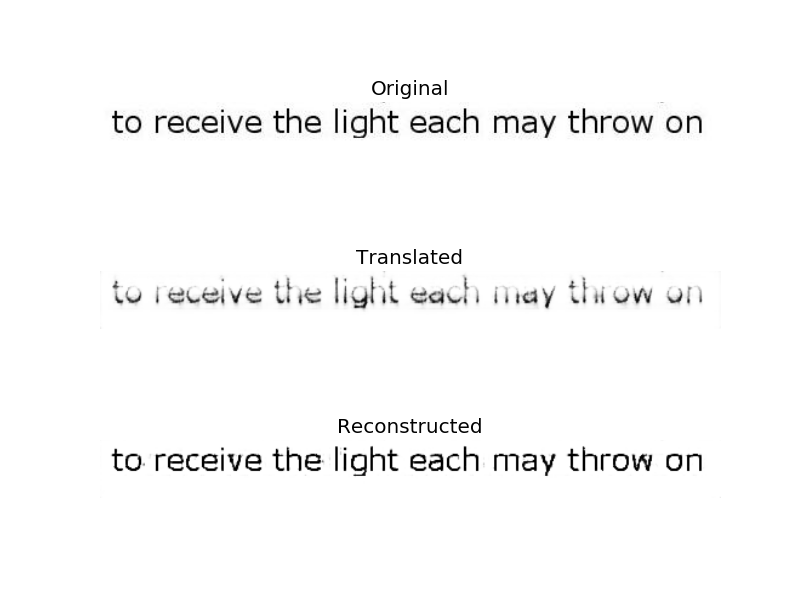 Original
to receive the light each may throw on
Translated
to receive the light each may throw on
Reconstructed
to receive the light each may throw on